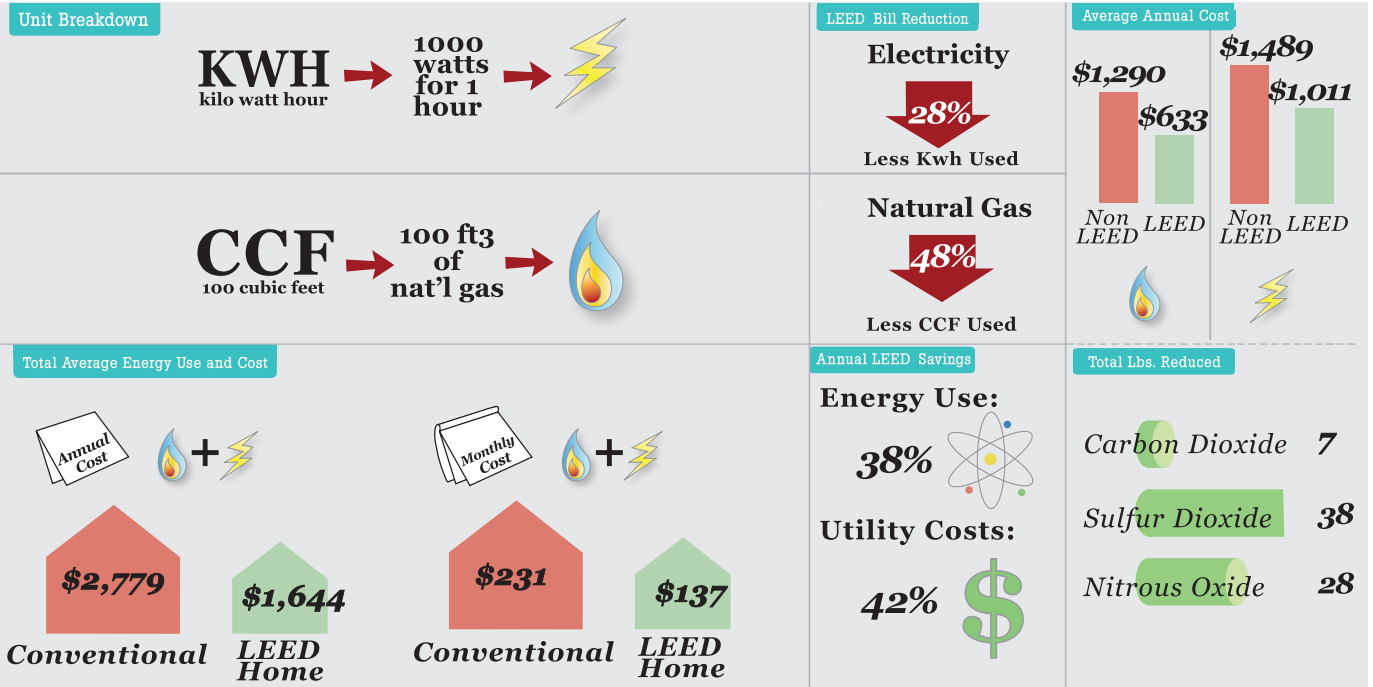 Unit Breakdown
KWH
kilo watt hour
1000
watts
for 1
hour
CCF
100 cubic feet
100 ft3
of
nat'l gas
LEED Bill Reduction
Electricity
28%
Less Kwh Used
Natural Gas
48%
Less CCF Used
Average Annual Cost
$1,290
$633
Non
LEED
LEED
$1,489
$1,011
Non
LEED
LEED
Total Average Energy Use and Cost
Annual
Cost
+
$2,779
Conventional
$1,644
LEED
Home
Monthly
Cost
+
$231
Conventional
$137
LEED
Home
Annual LEED Savings
Energy Use:
38%
Utility Costs:
42%
$
Total Lbs. Reduced
Carbon Dioxide 7
Sulfur Dioxide 38
Nitrous Oxide 28